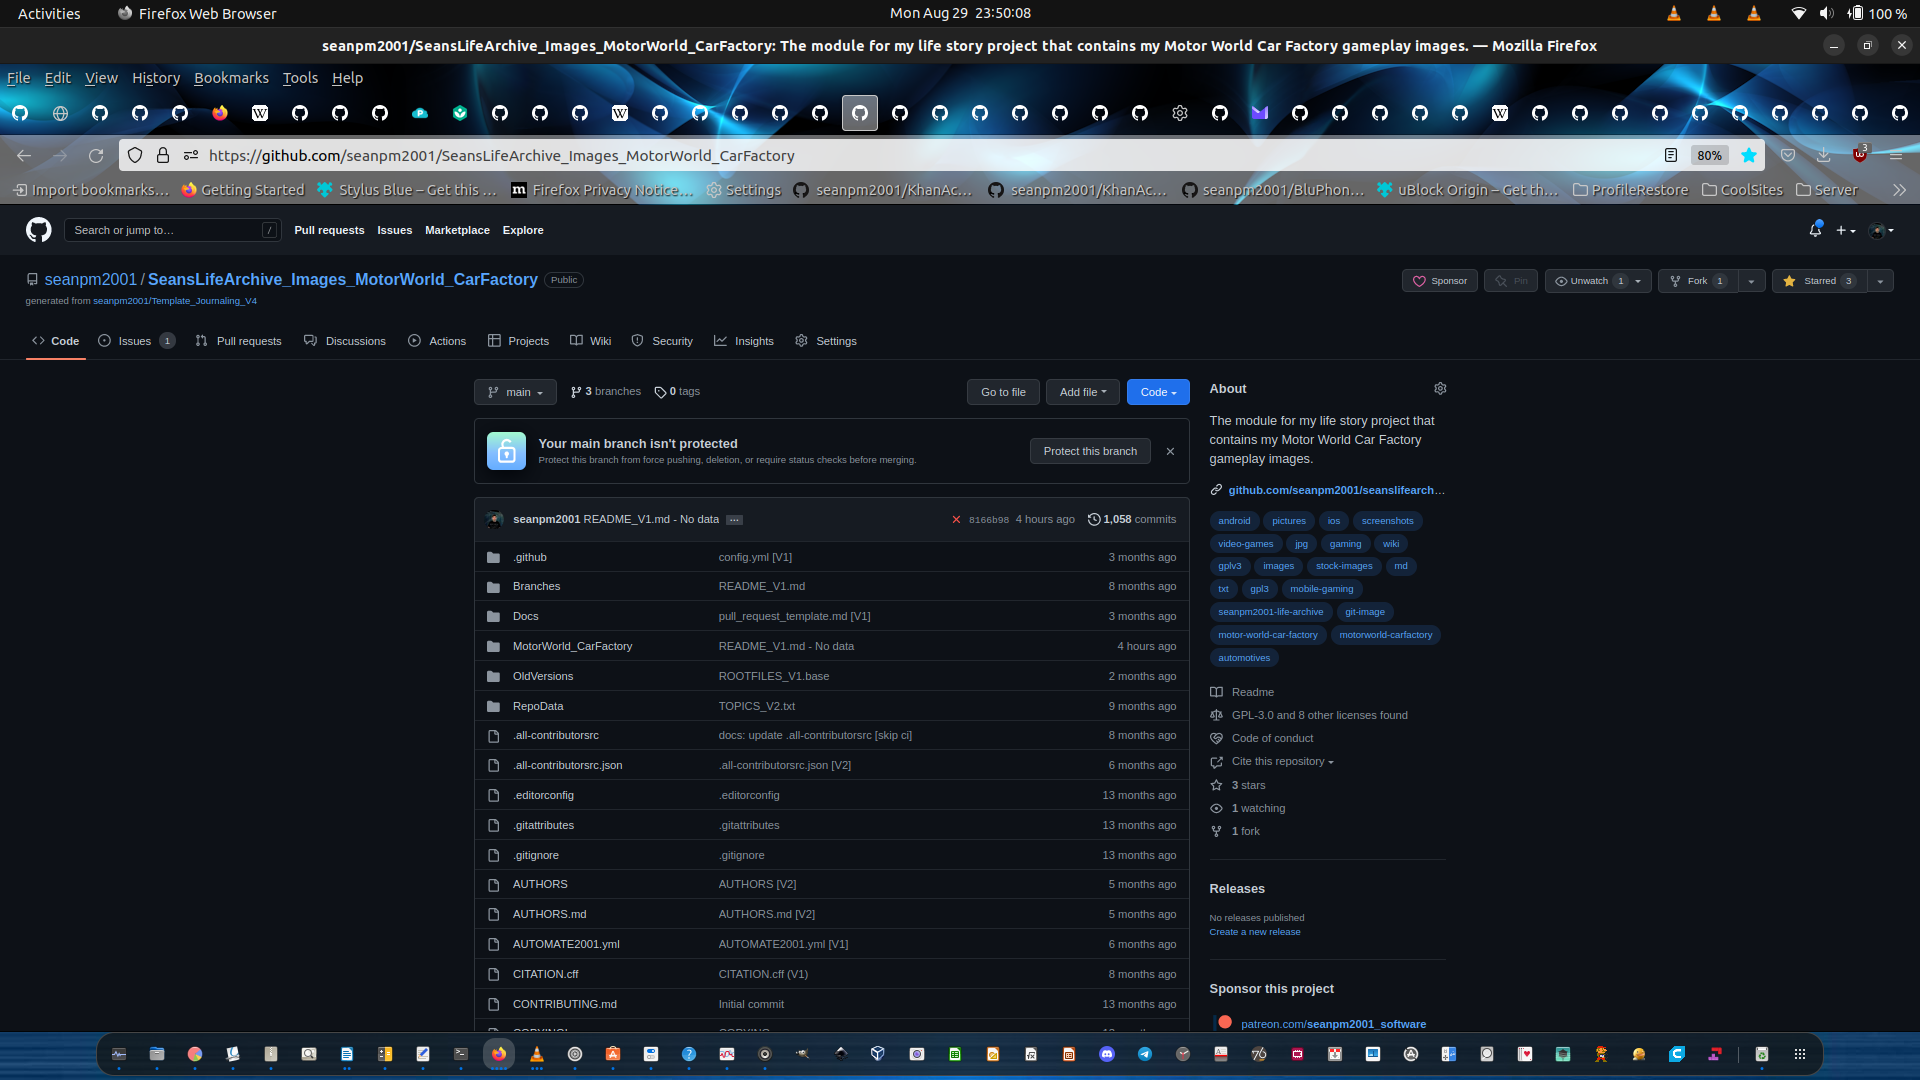 Activities
Firefox Web Browser
Mon Aug 29 23:50:08
100 %
seanpm2001/SeansLifeArchive_Images_MotorWorld_CarFactory: The module for my life story project that contains my Motor World Car Factory gameplay images. — Mozilla Firefox
File Edit View History Bookmarks Tools Help
https://github.com/seanpm2001/SeansLifeArchive_Images_MotorWorld_CarFactory
80%
3
Import bookmarks… Getting Started Stylus Blue – Get this … Firefox Privacy Notice… Settings seanpm2001/KhanAc… seanpm2001/KhanAc… seanpm2001/BluPhon… uBlock Origin – Get th… ProfileRestore CoolSites Server
Search or jump to… /
Pull requests Issues Marketplace Explore
seanpm2001 / SeansLifeArchive_Images_MotorWorld_CarFactory Public
generated from seanpm2001/Template_Journaling_V4
Sponsor Pin Unwatch 1 Fork 1 Starred 3
Code Issues 1 Pull requests Discussions Actions Projects Wiki Security Insights Settings
main 3 branches 0 tags
Go to file Add file Code
Your main branch isn't protected
Protect this branch from force pushing, deletion, or require status checks before merging.
Protect this branch
seanpm2001 README_V1.md - No data … 8166b98 4 hours ago 1,058 commits
.github config.yml [V1] 3 months ago
Branches README_V1.md 8 months ago
Docs pull_request_template.md [V1] 3 months ago
MotorWorld_CarFactory README_V1.md - No data 4 hours ago
OldVersions ROOTFILES_V1.base 2 months ago
RepoData TOPICS_V2.txt 9 months ago
.all-contributorsrc docs: update .all-contributorsrc [skip ci] 8 months ago
.all-contributorsrc.json .all-contributorsrc.json [V2] 6 months ago
.editorconfig .editorconfig 13 months ago
.gitattributes .gitattributes 13 months ago
.gitignore .gitignore 13 months ago
AUTHORS AUTHORS [V2] 5 months ago
AUTHORS.md AUTHORS.md [V2] 5 months ago
AUTOMATE2001.yml AUTOMATE2001.yml [V1] 6 months ago
CITATION.cff CITATION.cff (V1) 8 months ago
CONTRIBUTING.md Initial commit 13 months ago
About
The module for my life story project that
contains my Motor World Car Factory
gameplay images.
github.com/seanpm2001/seanslifearch…
android pictures ios screenshots
video-games jpg gaming wiki
gplv3 images stock-images md
txt gpl3 mobile-gaming
seanpm2001-life-archive git-image
motor-world-car-factory motorworld-carfactory
automotives
Readme
GPL-3.0 and 8 other licenses found
Code of conduct
Cite this repository
3 stars
1 watching
1 fork
Releases
No releases published
Create a new release
Sponsor this project
patreon.com/seanpm2001_software